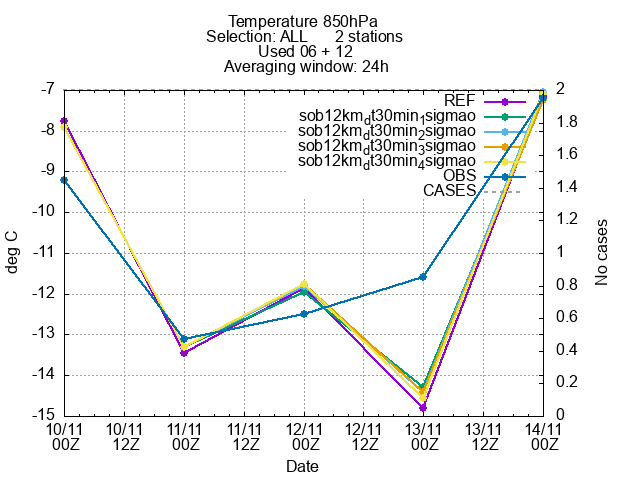 Temperature 850hPa
Selection: ALL 2 stations
Used 06 + 12
Averaging window: 24h
-7
-8
-9
-10
-11
-12
-13
-14
-15
deg C
2
1.8
1.6
1.4
1.2
1
0.8
0.6
0.4
0.2
0
No cases
REF
sob12km_dt30min_1sigmao
sob12km_dt30min_2sigmao
sob12km_dt30min_3sigmao
sob12km_dt30min_4sigmao
OBS
CASES
10/11 10/11 11/11 11/11 12/11 12/11 13/11 13/11 14/11
00Z 12Z 00Z 12Z 00Z 12Z 00Z 12Z 00Z
Date